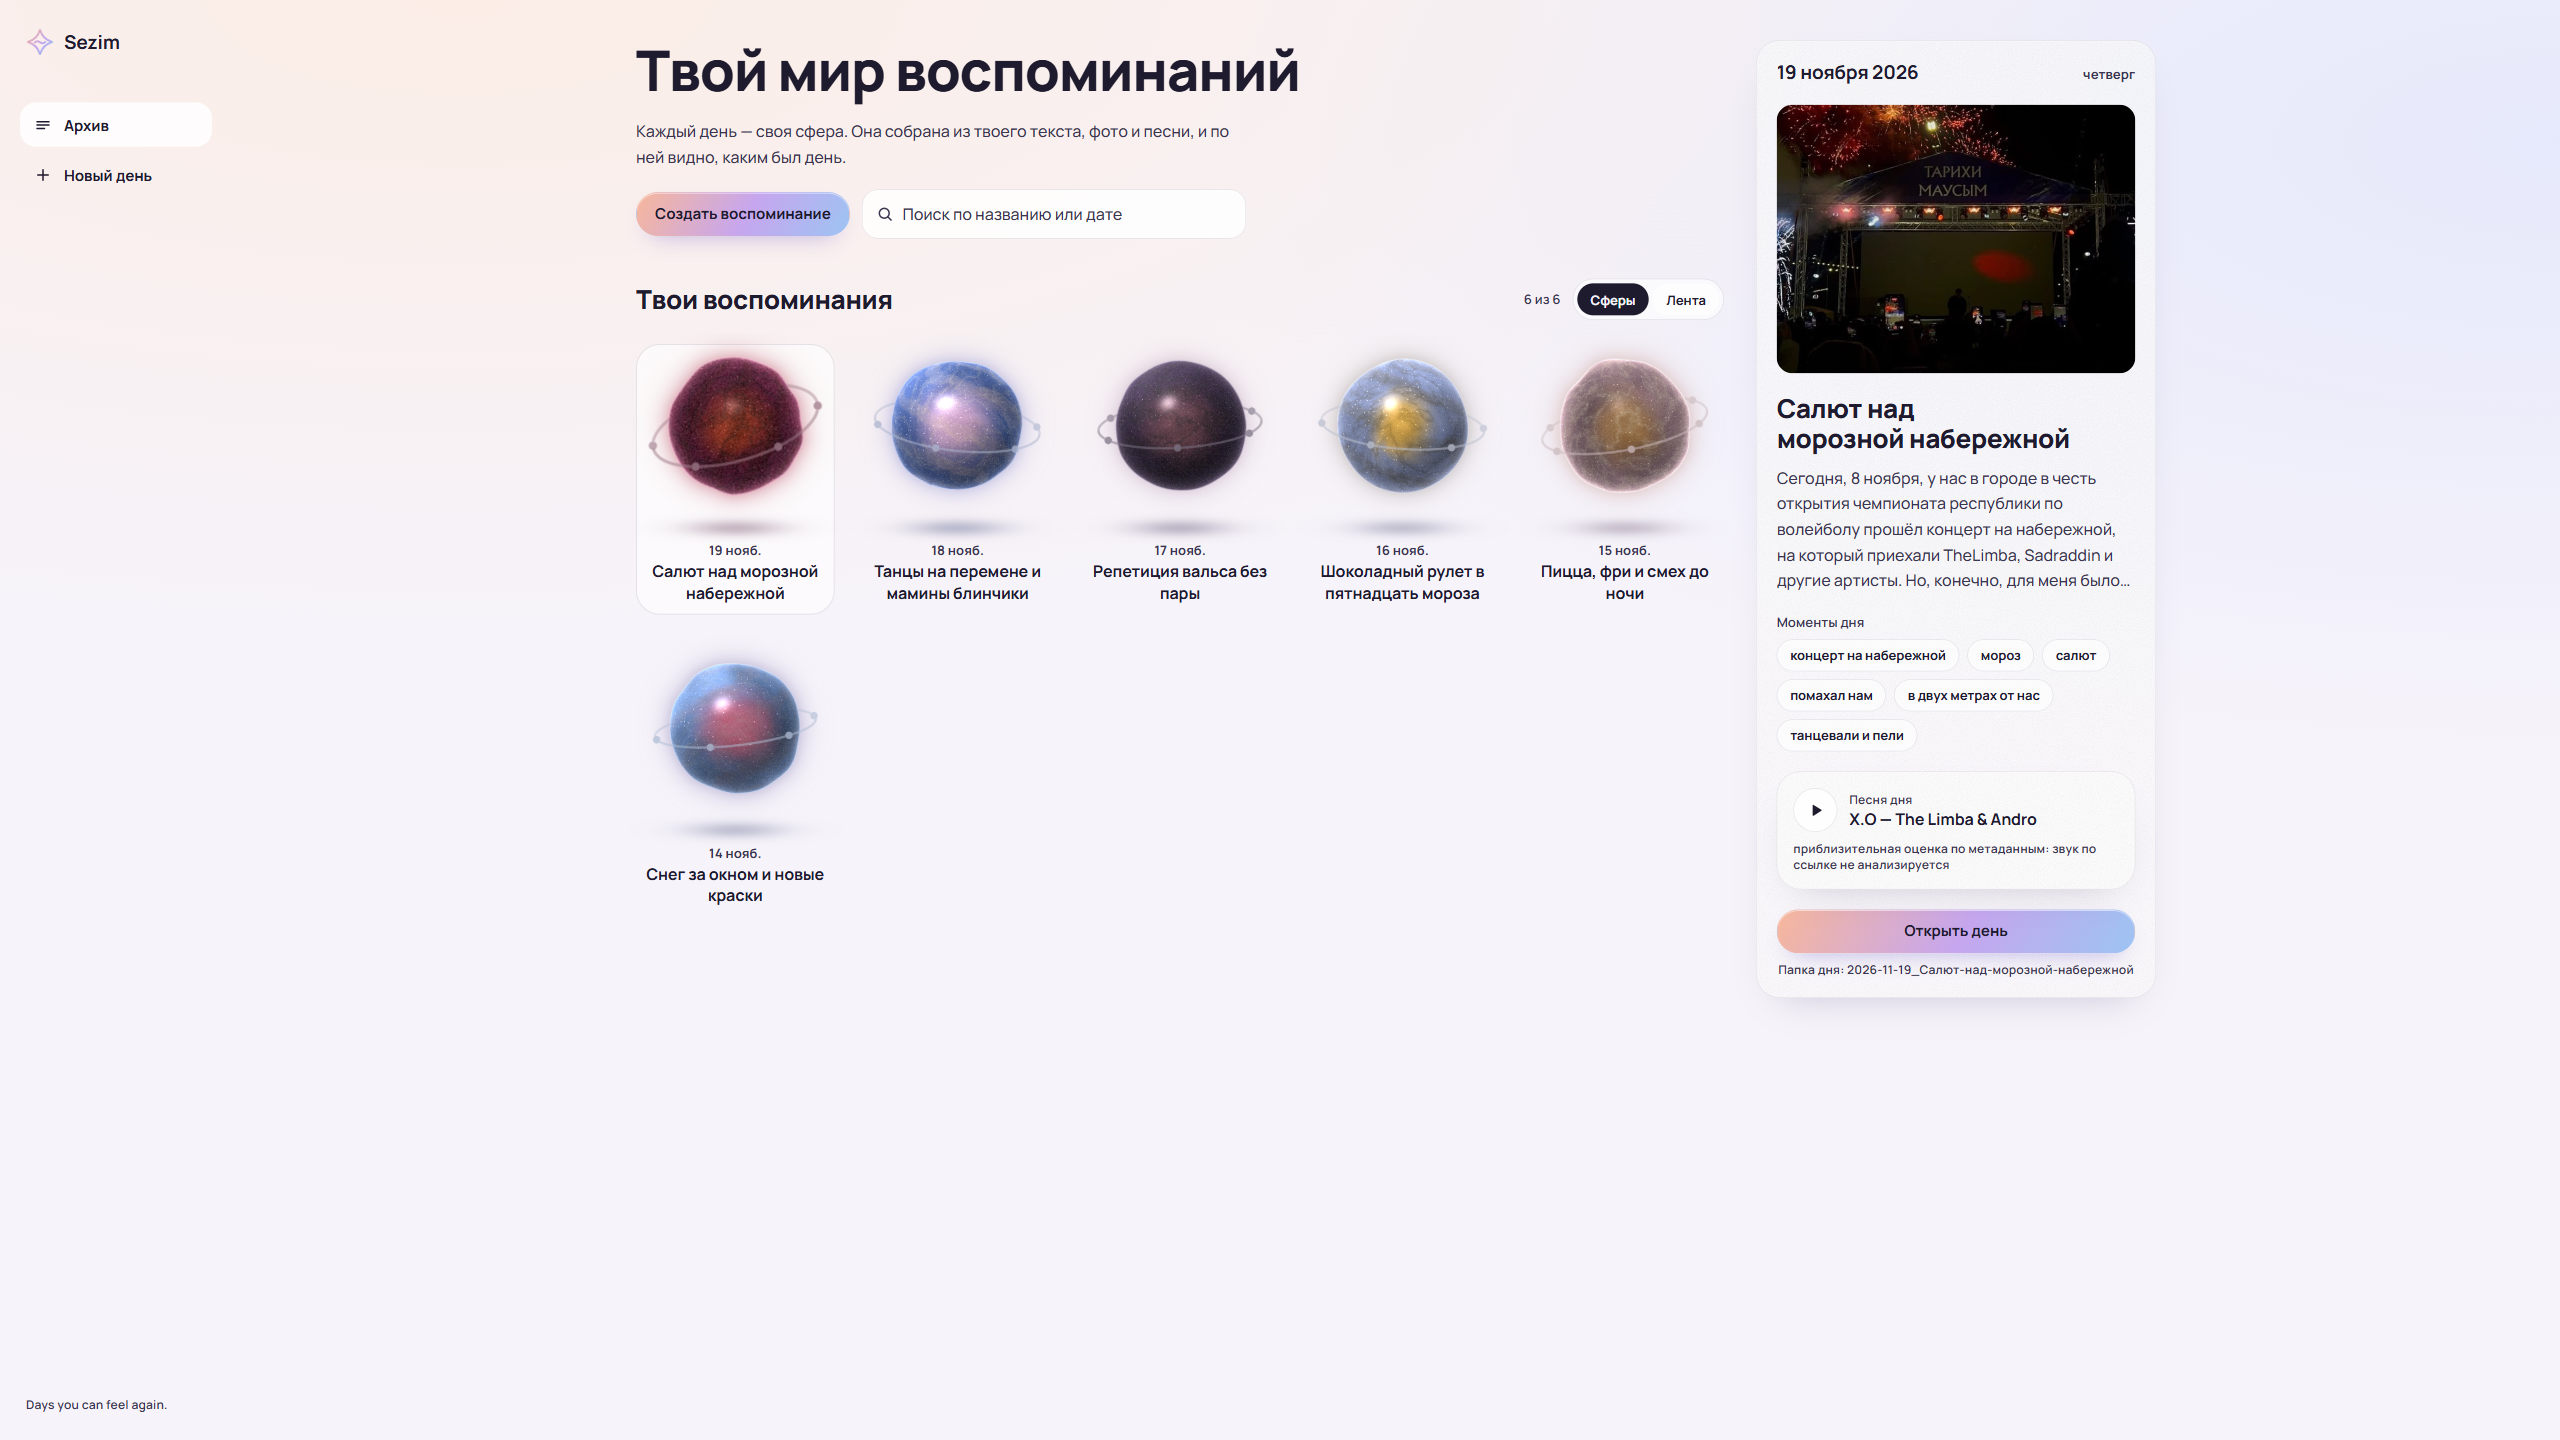 Sezim
Архив
Новый день
Days you can feel again.
Твой мир воспоминаний
Каждый день — своя сфера. Она собрана из твоего текста, фото и песни, и по
ней видно, каким был день.
Создать воспоминание
Поиск по названию или дате
Твои воспоминания
6 из 6
Сферы
Лента
19 нояб.
Салют над морозной
набережной
18 нояб.
Танцы на перемене и
мамины блинчики
17 нояб.
Репетиция вальса без
пары
16 нояб.
Шоколадный рулет в
пятнадцать мороза
15 нояб.
Пицца, фри и смех до
ночи
14 нояб.
Снег за окном и новые
краски
19 ноября 2026
четверг
ТАРИХИ
МАУСЫМ
Салют над
морозной набережной
Сегодня, 8 ноября, у нас в городе в честь
открытия чемпионата республики по
волейболу прошёл концерт на набережной,
на который приехали TheLimba, Sadraddin и
другие артисты. Но, конечно, для меня было…
Моменты дня
концерт на набережной
мороз
салют
помахал нам
в двух метрах от нас
танцевали и пели
Песня дня
X.O — The Limba & Andro
приблизительная оценка по метаданным: звук по
ссылке не анализируется
Открыть день
Папка дня: 2026-11-19_Салют-над-морозной-набережной